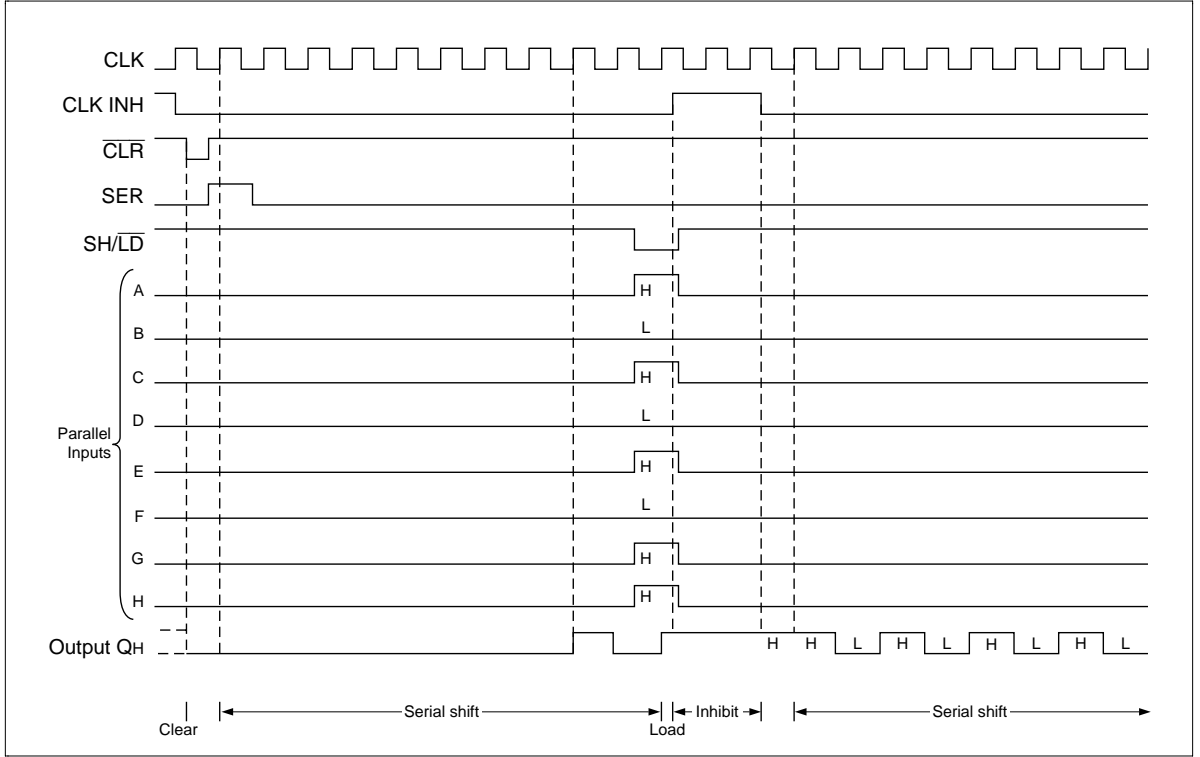 CLK
CLK INH
CLR
SER
SH/LD
Parallel
Inputs
A
H
B
L
C
H
D
L
E
H
F
L
G
H
H
H
Output QH
H H L H L H L H L
Clear
Serial shift
Load
Inhibit
Serial shift